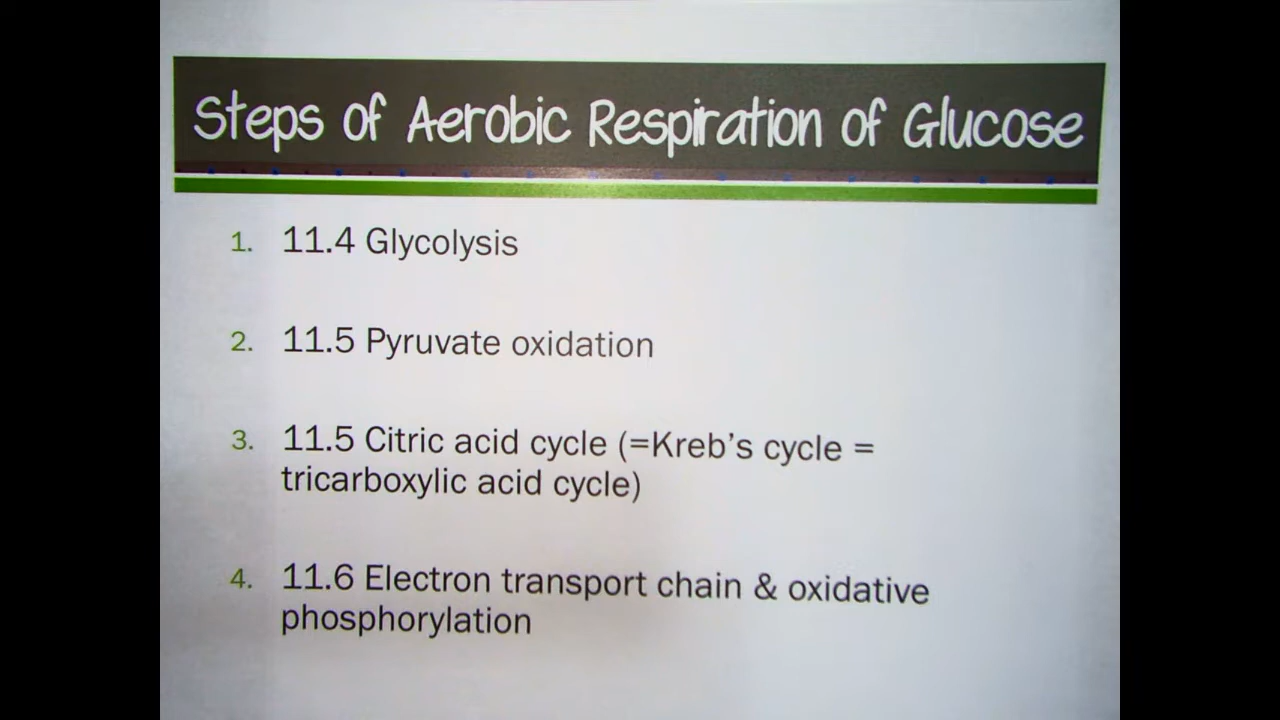 Steps of Aerobic Respiration of Glucose
1. 11.4 Glycolysis
2. 11.5 Pyruvate oxidation
3. 11.5 Citric acid cycle (=Kreb’s cycle =
tricarboxylic acid cycle)
4. 11.6 Electron transport chain & oxidative
phosphorylation